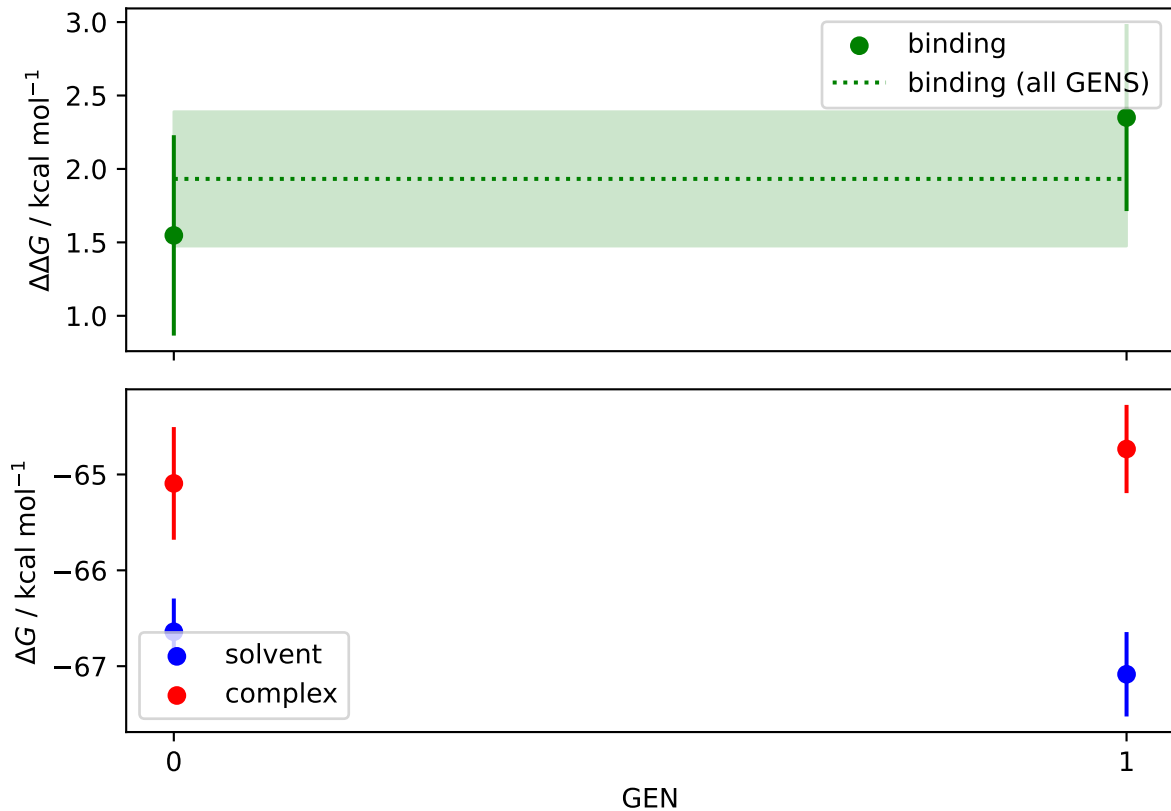 3.0
2.5
2.0
1.5
1.0
ΔΔG / kcal mol⁻¹
binding
binding (all GENS)
−65
−66
−67
ΔG / kcal mol⁻¹
solvent
complex
0
1
GEN